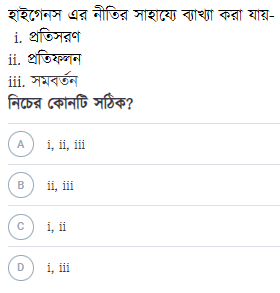 হাইগেনস এর নীতির সাহায্যে ব্যাখ্যা করা যায়-
i. প্রতিসরণ
ii. প্রতিফলন
iii. সমবর্তন
নিচের কোনটি সঠিক?
A i, ii, iii
B ii, iii
C i, ii
D i, iii